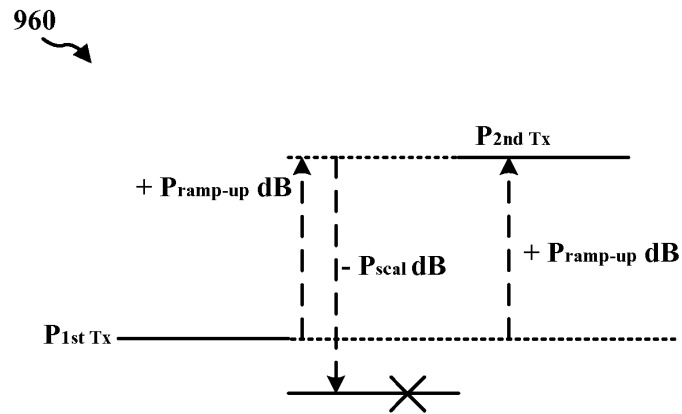 960
P2nd Tx
+ Pramp-up dB
- Pscal dB
+ Pramp-up dB
P1st Tx